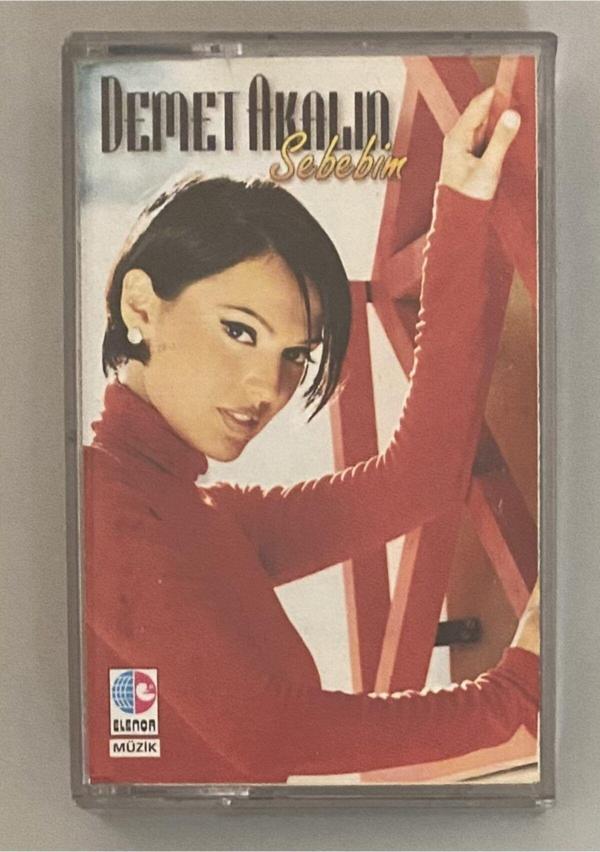 DEMET AKALIN
Sebebim
ELENOR
MÜZİK